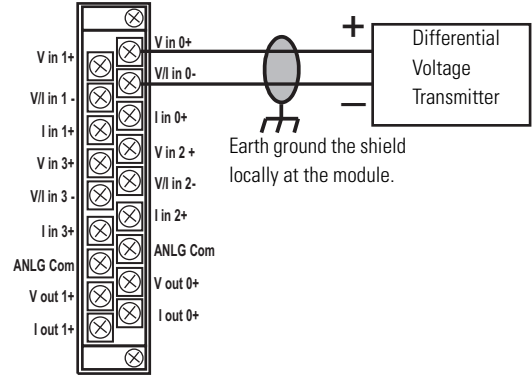 V in 1+
V/I in 1 -
I in 1+
V in 3+
V/I in 3 -
I in 3+
ANLG Com
V out 1+
I out 1+
V in 0+
V/I in 0-
I in 0+
V in 2 +
V/I in 2-
I in 2+
ANLG Com
V out 0+
I out 0+
+
—
Differential
Voltage
Transmitter
Earth ground the shield
locally at the module.